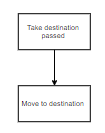 Take destination
passed
Move to destination